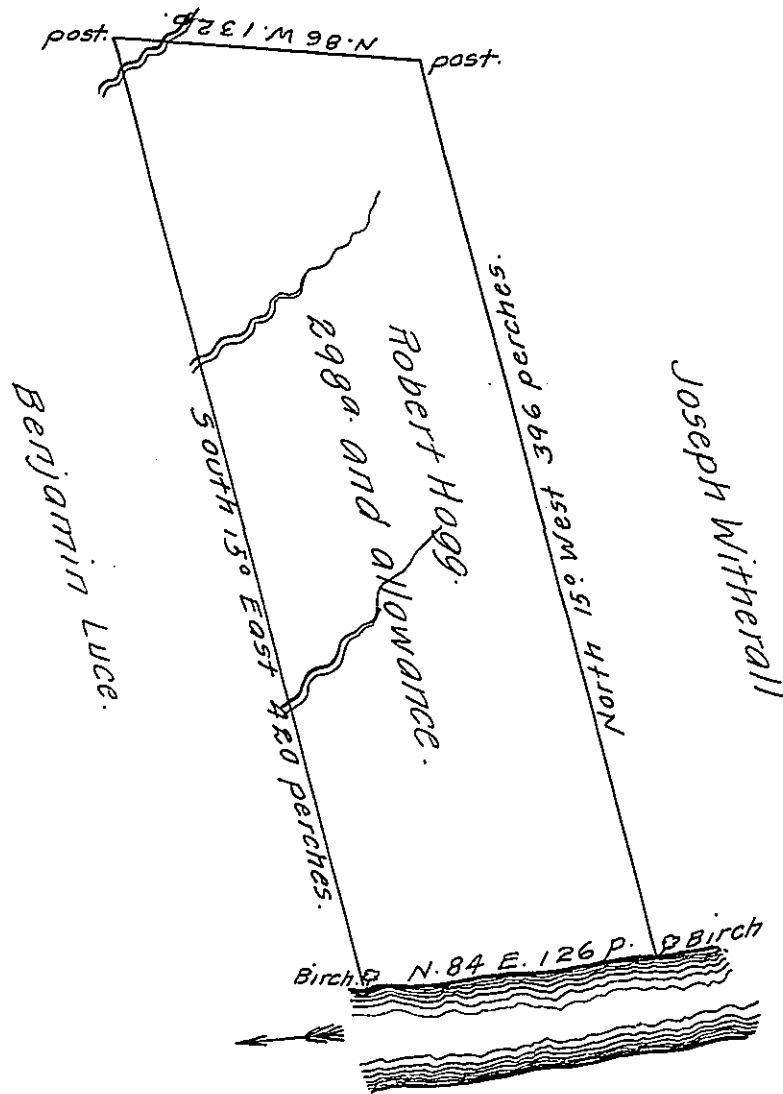 post.
N. 86 W. 132 p.
post.
North 15° West 396 perches.
Joseph Witherall
Robert Hogg.
298a. and allowance.
South 15° East 420 perches.
Benjamin Luce.
Birch.
N. 84 E. 126 P.
Birch